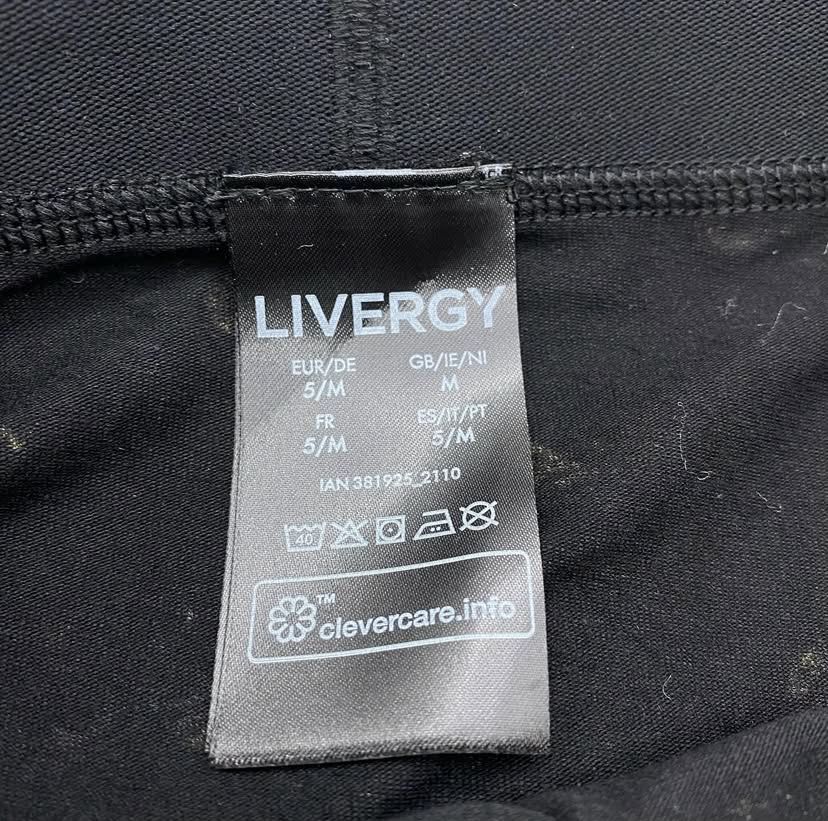 LIVERGY
EUR/DE GB/IE/NI
5/M M
FR ES/IT/PT
5/M 5/M
IAN 381925_2110
40
™
clevercare.info